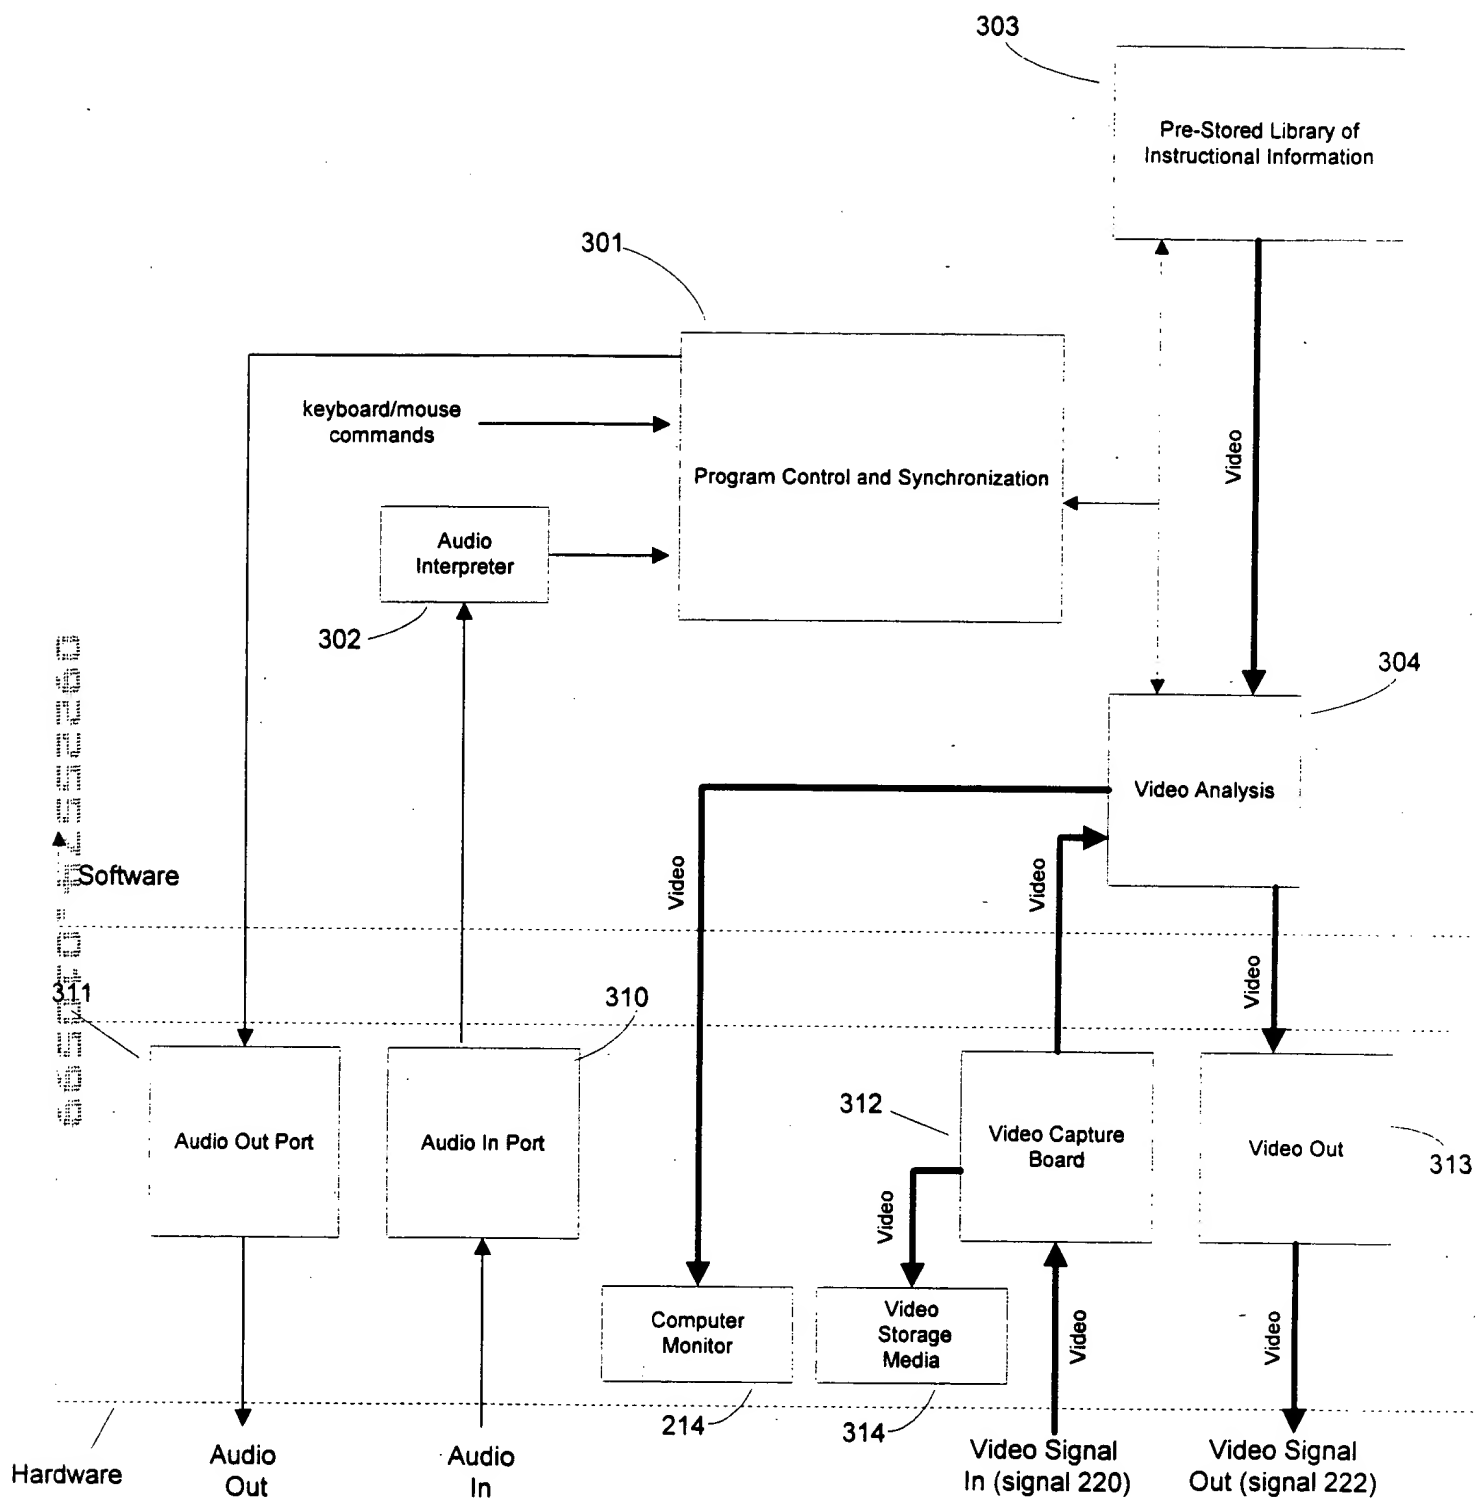 303
Pre-Stored Library of
Instructional Information
301
keyboard/mouse
commands
Program Control and Synchronization
Video
Audio
Interpreter
302
304
Video Analysis
Software
Video
Video
Video
311
310
312
313
Audio Out Port
Audio In Port
Video Capture
Board
Video Out
Video
Computer
Monitor
Video
Storage
Media
Video
Video
214
314
Hardware
Audio
Out
Audio
In
Video Signal
In (signal 220)
Video Signal
Out (signal 222)